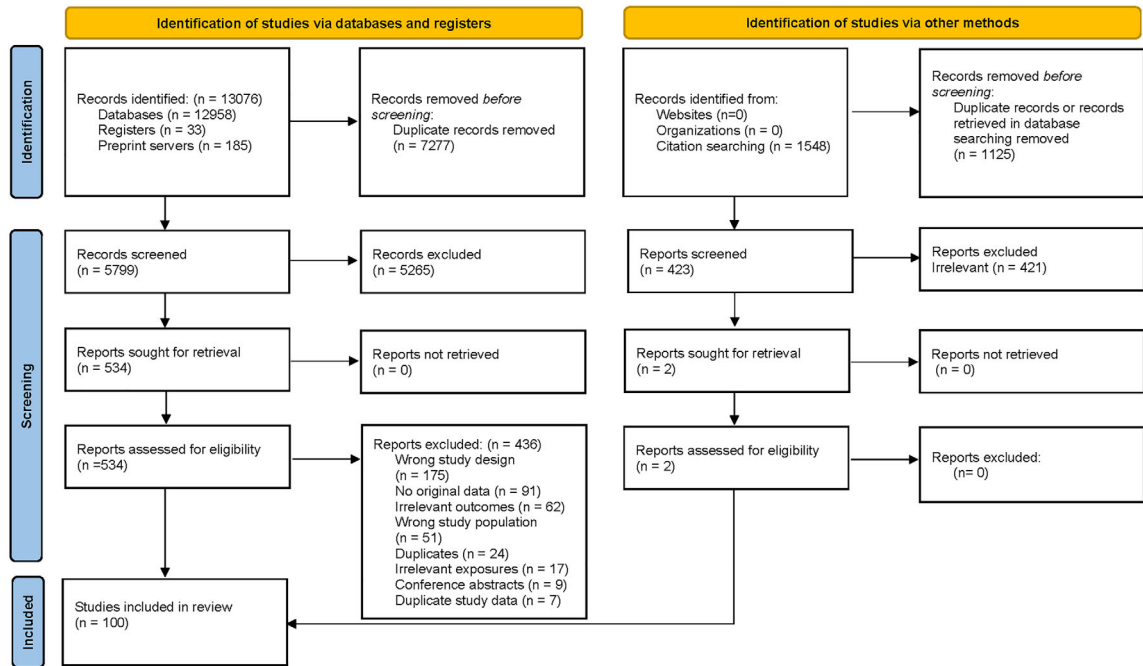 Identification of studies via databases and registers
Identification of studies via other methods
Identification
Records identified: (n = 13076)
Databases (n = 12958)
Registers (n = 33)
Preprint servers (n = 185)
Records removed before
screening:
Duplicate records removed
(n = 7277)
Records identified from:
Websites (n=0)
Organizations (n = 0)
Citation searching (n = 1548)
Records removed before
screening:
Duplicate records or records
retrieved in database
searching removed
(n = 1125)
Screening
Records screened
(n = 5799)
Records excluded
(n = 5265)
Reports screened
(n = 423)
Reports excluded
Irrelevant (n = 421)
Reports sought for retrieval
(n = 534)
Reports not retrieved
(n = 0)
Reports sought for retrieval
(n = 2)
Reports not retrieved
(n = 0)
Reports assessed for eligibility
(n =534)
Reports excluded: (n = 436)
Wrong study design
(n = 175)
No original data (n = 91)
Irrelevant outcomes (n = 62)
Wrong study population
(n = 51)
Duplicates (n = 24)
Irrelevant exposures (n = 17)
Conference abstracts (n = 9)
Duplicate study data (n = 7)
Reports assessed for eligibility
(n = 2)
Reports excluded:
(n= 0)
Included
Studies included in review
(n = 100)